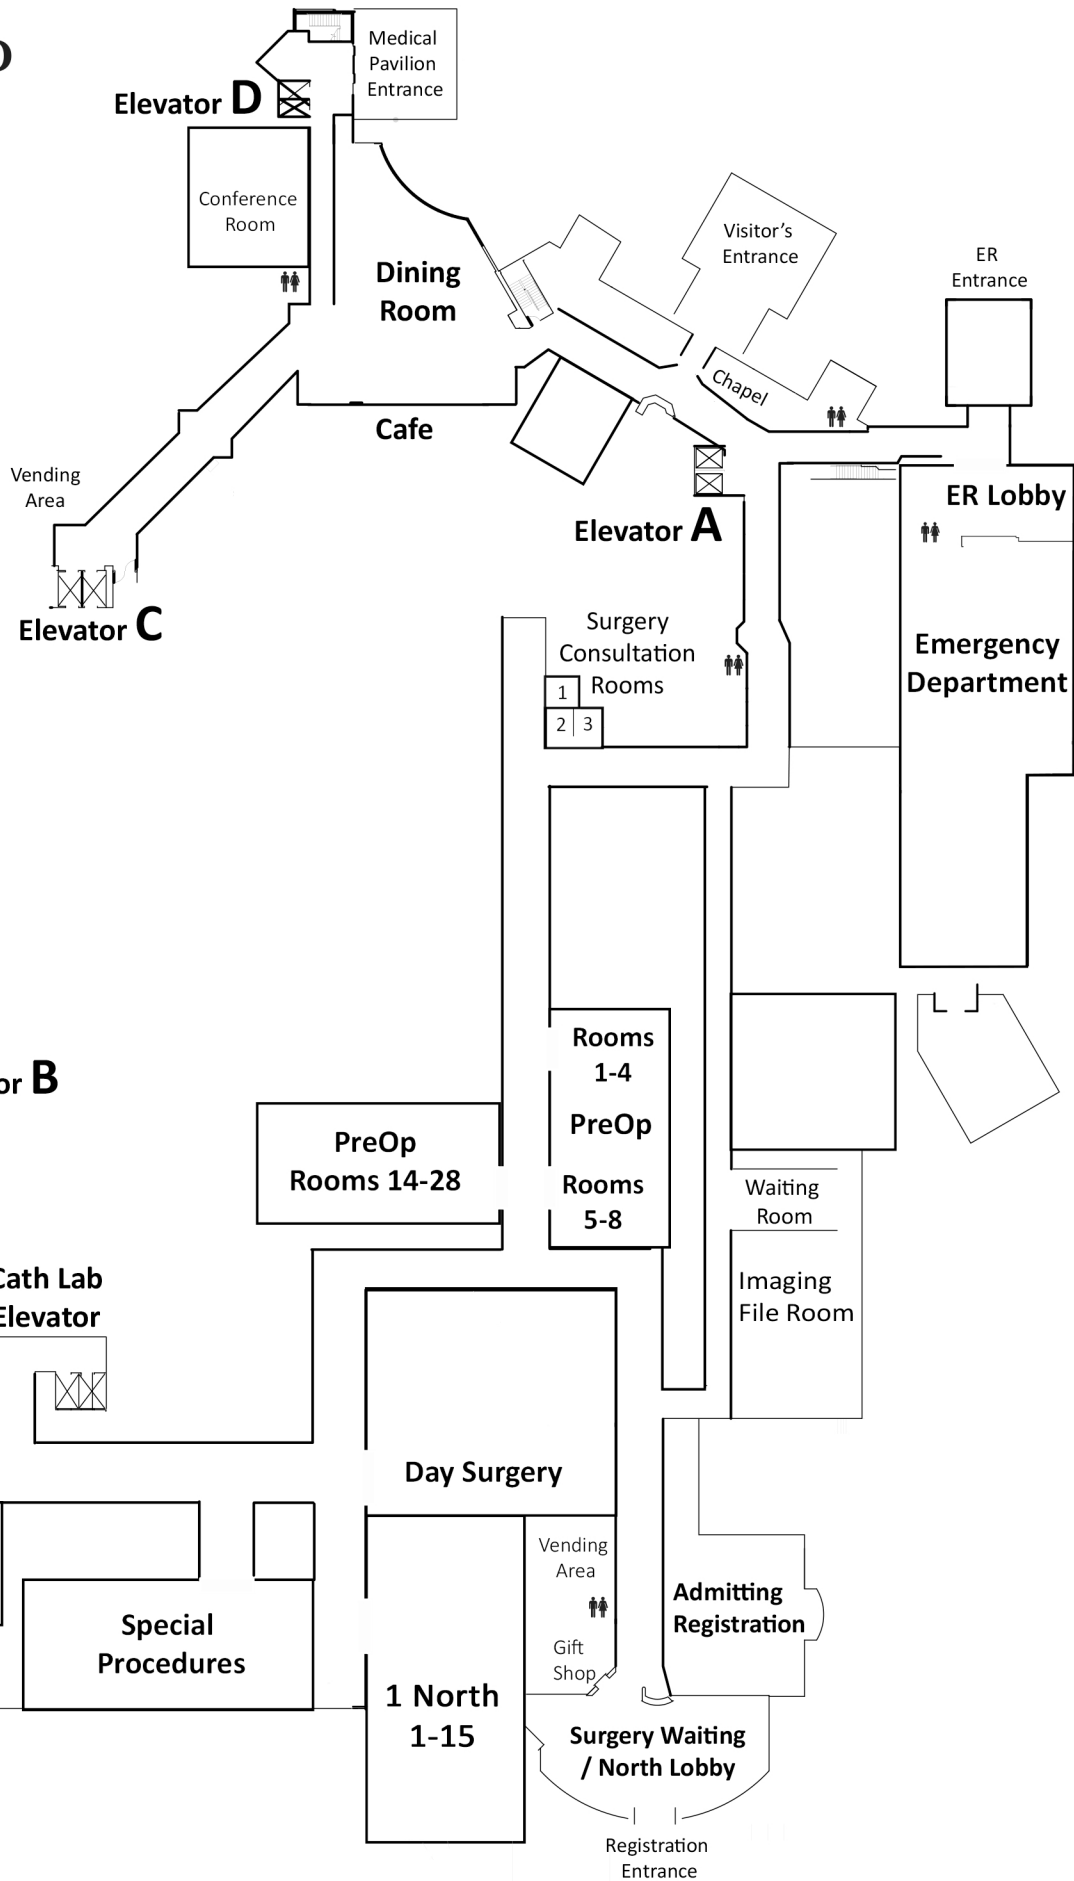 Medical
Pavilion
Entrance
Elevator D
Conference
Room
Visitor's
Entrance
ER
Entrance
Dining
Room
Chapel
Cafe
Vending
Area
ER Lobby
Elevator A
Elevator C
Surgery
Consultation
Rooms
1
2
3
Emergency
Department
Rooms
1-4
PreOp
Rooms
5-8
or B
PreOp
Rooms 14-28
Waiting
Room
Cath Lab
Elevator
Imaging
File Room
Day Surgery
Vending
Area
Admitting
Registration
Special
Procedures
Gift
Shop
1 North
1-15
Surgery Waiting
/ North Lobby
Registration
Entrance